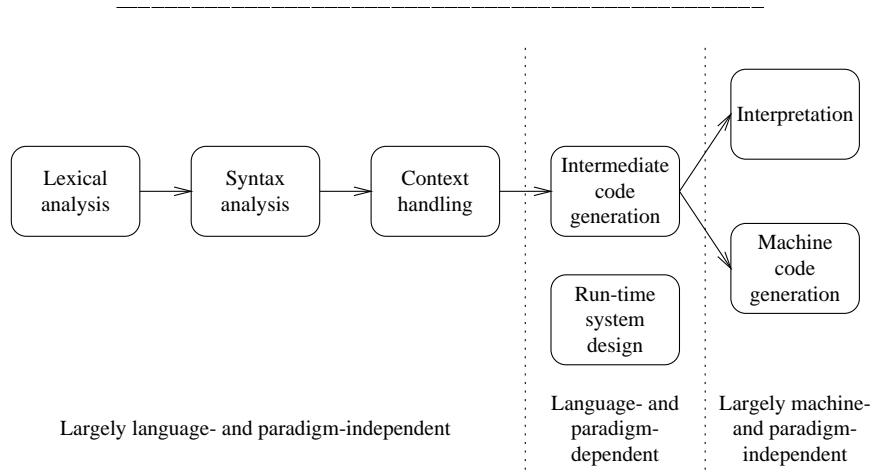 Lexical
analysis
Syntax
analysis
Context
handling
Intermediate
code
generation
Run-time
system
design
Interpretation
Machine
code
generation
Largely language- and paradigm-independent
Language- and
paradigm-
dependent
Largely machine-
and paradigm-
independent